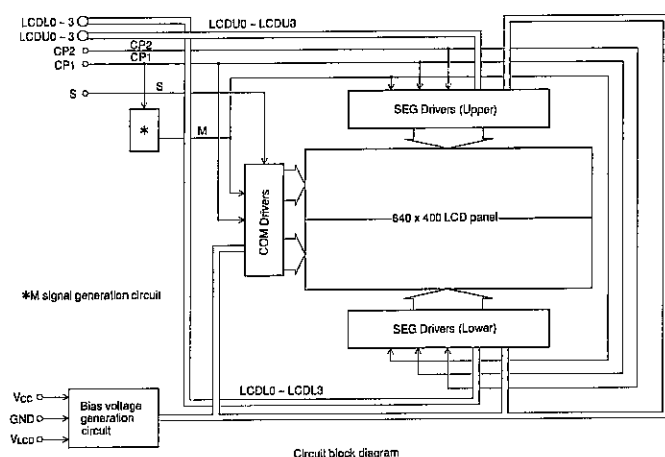 LCDL0 ~ 3
LCDU0 ~ LCDU3
LCDU0 ~ 3
CP2
CP2
CP1
CP1
S
S
SEG Drivers (Upper)
*
M
COM Drivers
640 x 400 LCD panel
*M signal generation circuit
SEG Drivers (Lower)
LCDL0 ~ LCDL3
VCC
GND
VLCD
Bias voltage
generation
circuit
Circuit block diagram